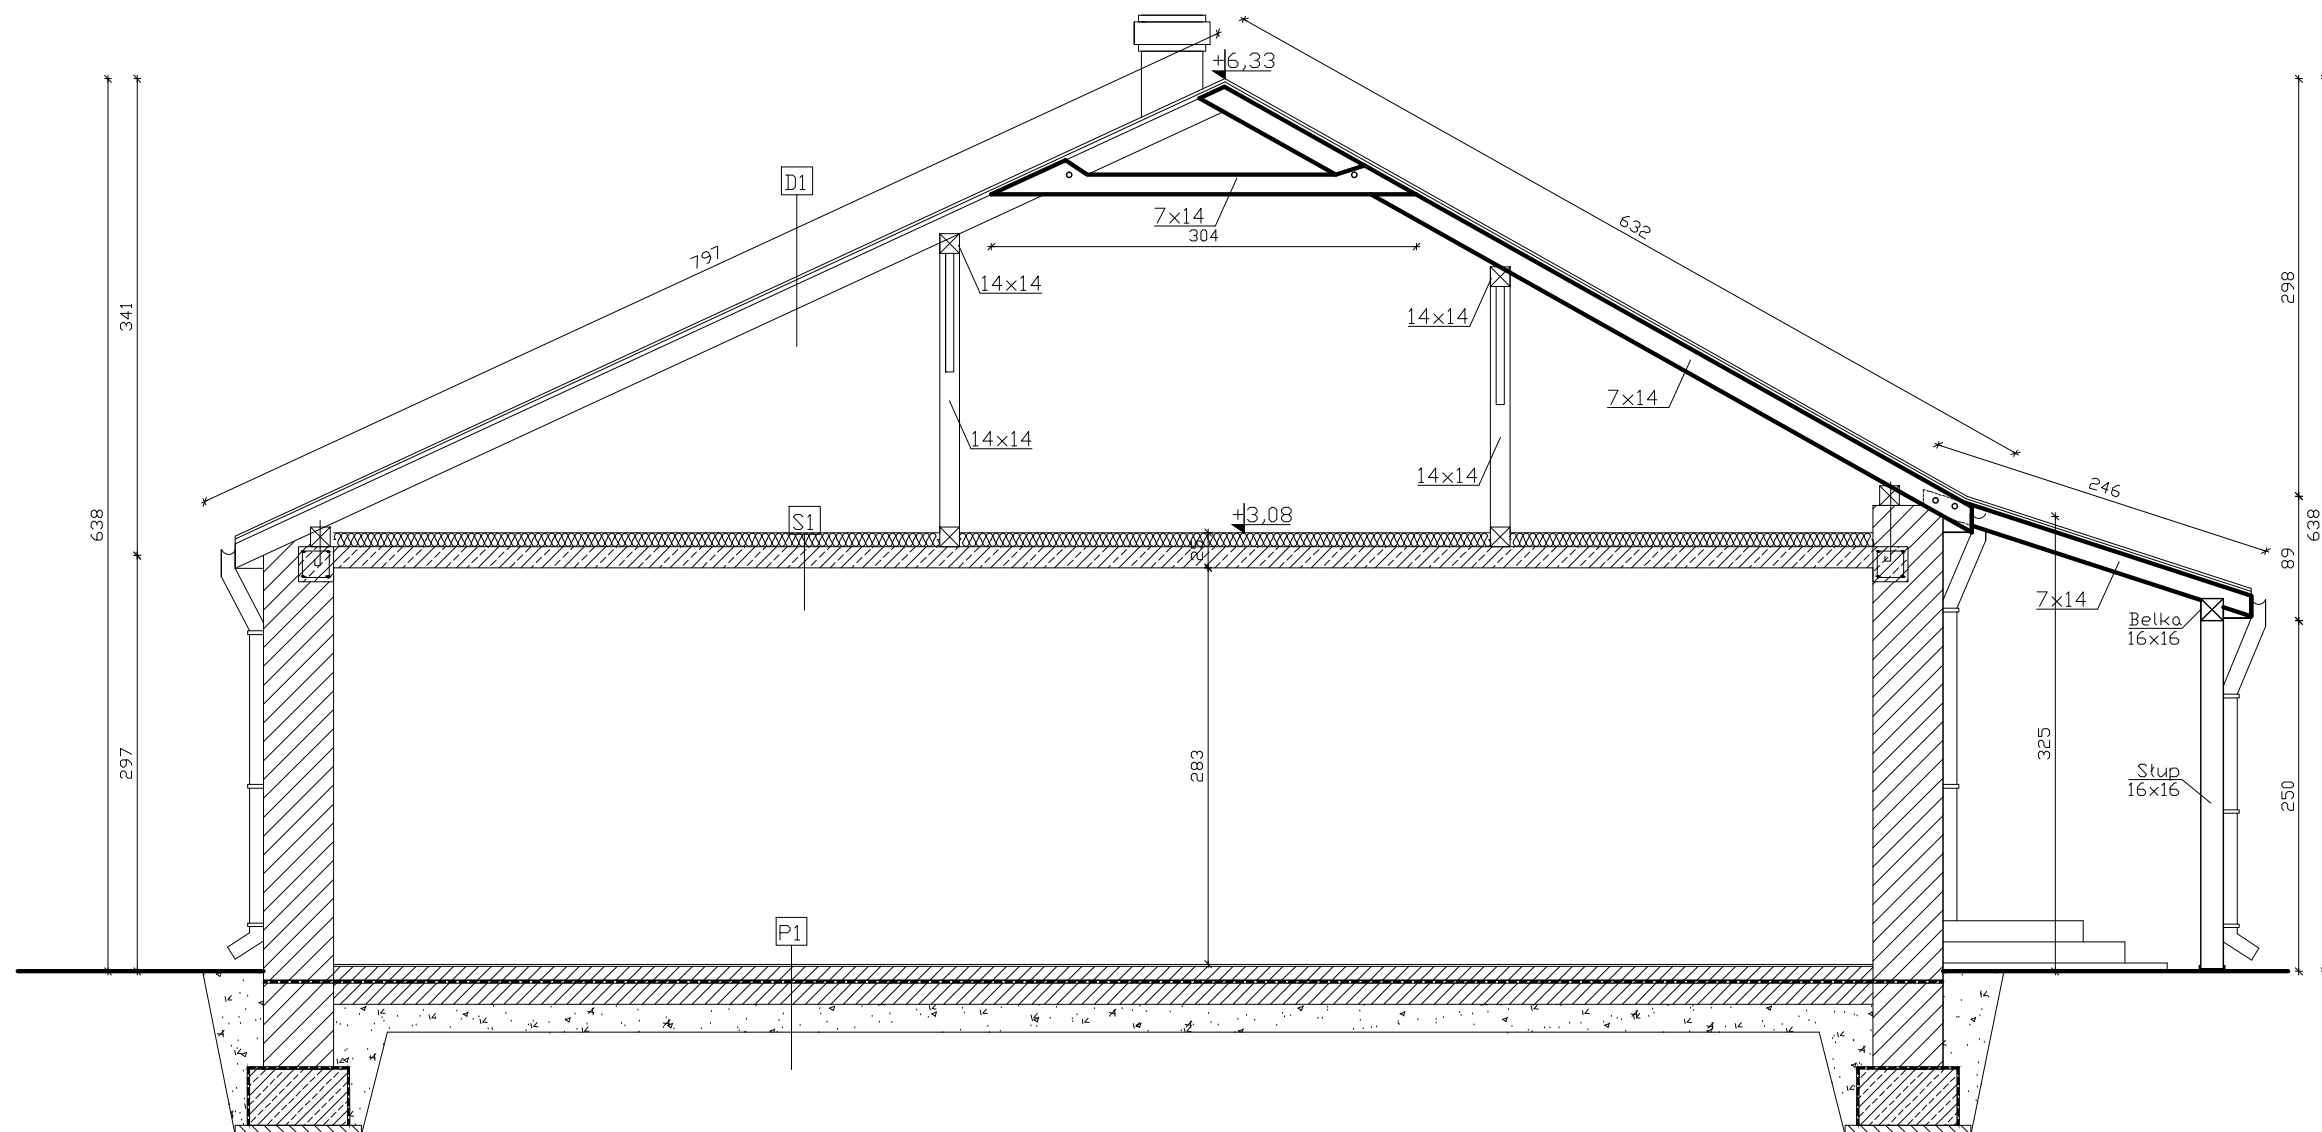 +6,33
D1
632
7x14
304
797
14x14
298
341
14x14
7x14
14x14
14x14
246
S1
+3,08
638
638
25
89
7x14
Belka
16x16
325
297
283
Słup
16x16
250
P1